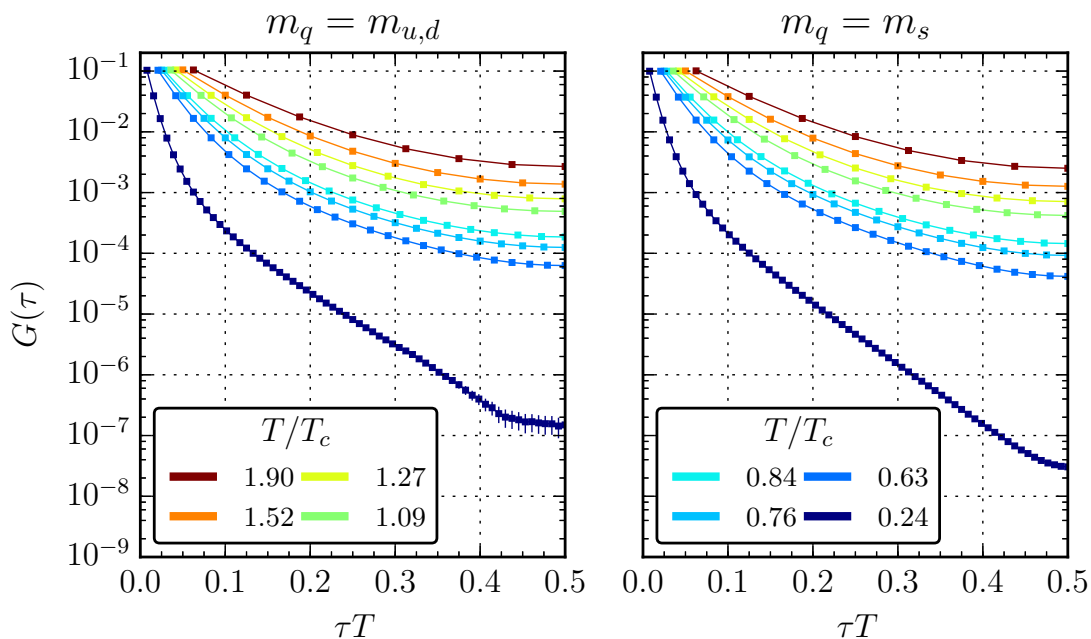 m_q = m_{u,d}
m_q = m_s
G(τ)
10^{-1}
10^{-2}
10^{-3}
10^{-4}
10^{-5}
10^{-6}
10^{-7}
10^{-8}
10^{-9}
T/T_c
1.90 1.27
1.52 1.09
T/T_c
0.84 0.63
0.76 0.24
0.0 0.1 0.2 0.3 0.4 0.5
0.0 0.1 0.2 0.3 0.4 0.5
τT
τT